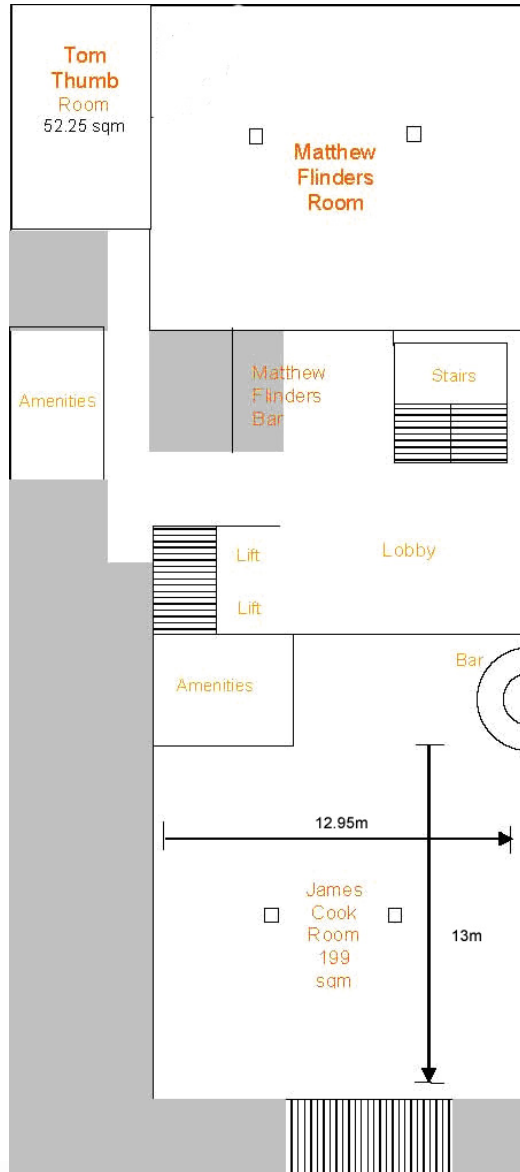 Tom
Thumb
Room
52.25 sqm
Matthew
Flinders
Room
Matthew
Flinders
Bar
Stairs
Amenities
Lift
Lobby
Lift
Bar
Amenities
12.95m
James
Cook
Room
199
sqm
13m